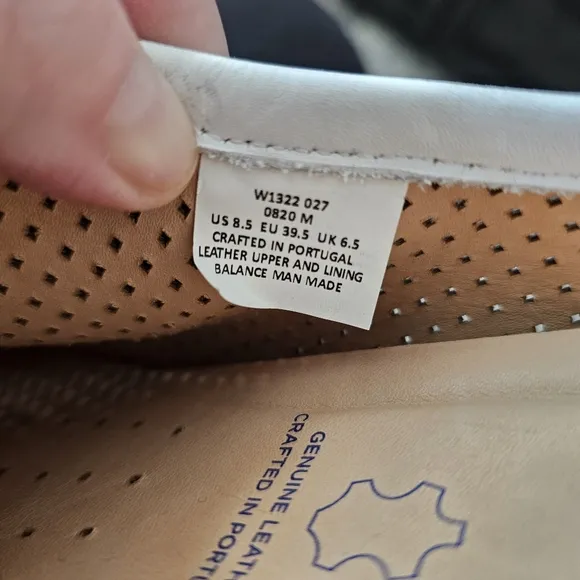 W1322 027
0820 M
US 8.5 EU 39.5 UK 6.5
CRAFTED IN PORTUGAL
LEATHER UPPER AND LINING
BALANCE MAN MADE
GENUINE LEATH
CRAFTED IN PORT